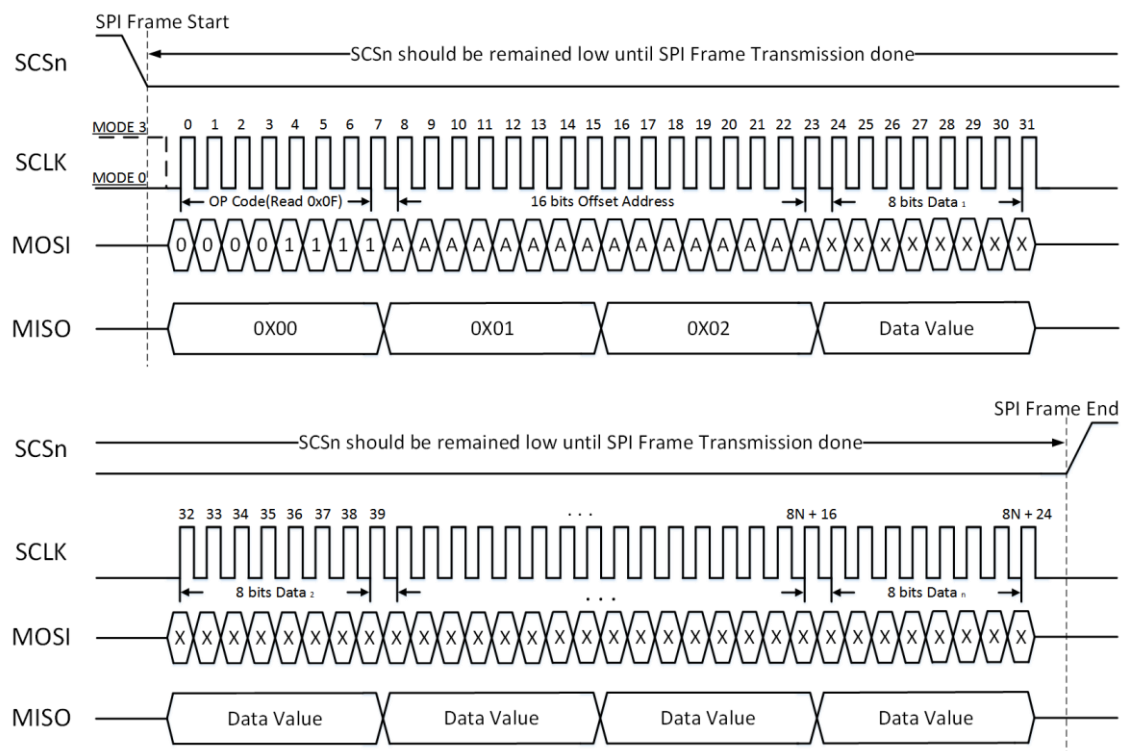 SPI Frame Start
SCSn
SCSn should be remained low until SPI Frame Transmission done
MODE 3
0 1 2 3 4 5 6 7 8 9 10 11 12 13 14 15 16 17 18 19 20 21 22 23 24 25 26 27 28 29 30 31
SCLK
MODE 0
OP Code(Read 0x0F) 16 bits Offset Address 8 bits Data 1
MOSI 0 0 0 0 1 1 1 1 A A A A A A A A A A A A A A A A X X X X X X X X
MISO 0X00 0X01 0X02 Data Value
SPI Frame End
SCSn SCSn should be remained low until SPI Frame Transmission done
32 33 34 35 36 37 38 39 . . . 8N + 16 8N + 24
SCLK
8 bits Data 2 . . . 8 bits Data n
MOSI X X X X X X X X X X X X X X X X X X X X X X X X X X X X X X X X
MISO Data Value Data Value Data Value Data Value